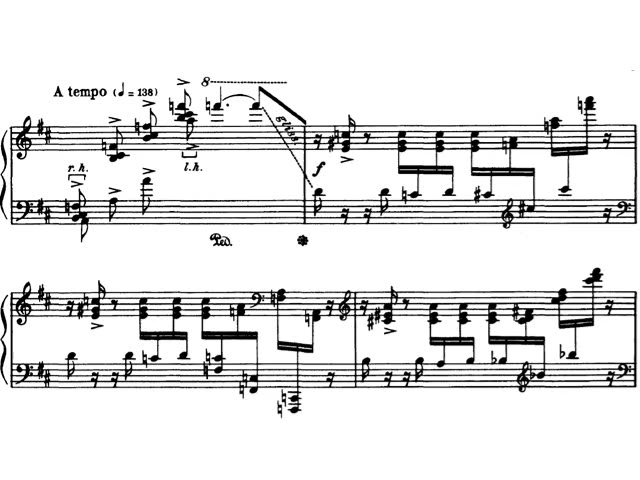 8
A tempo (♩ = 138)
gliss
r.h.
l.h.
f
Ped.